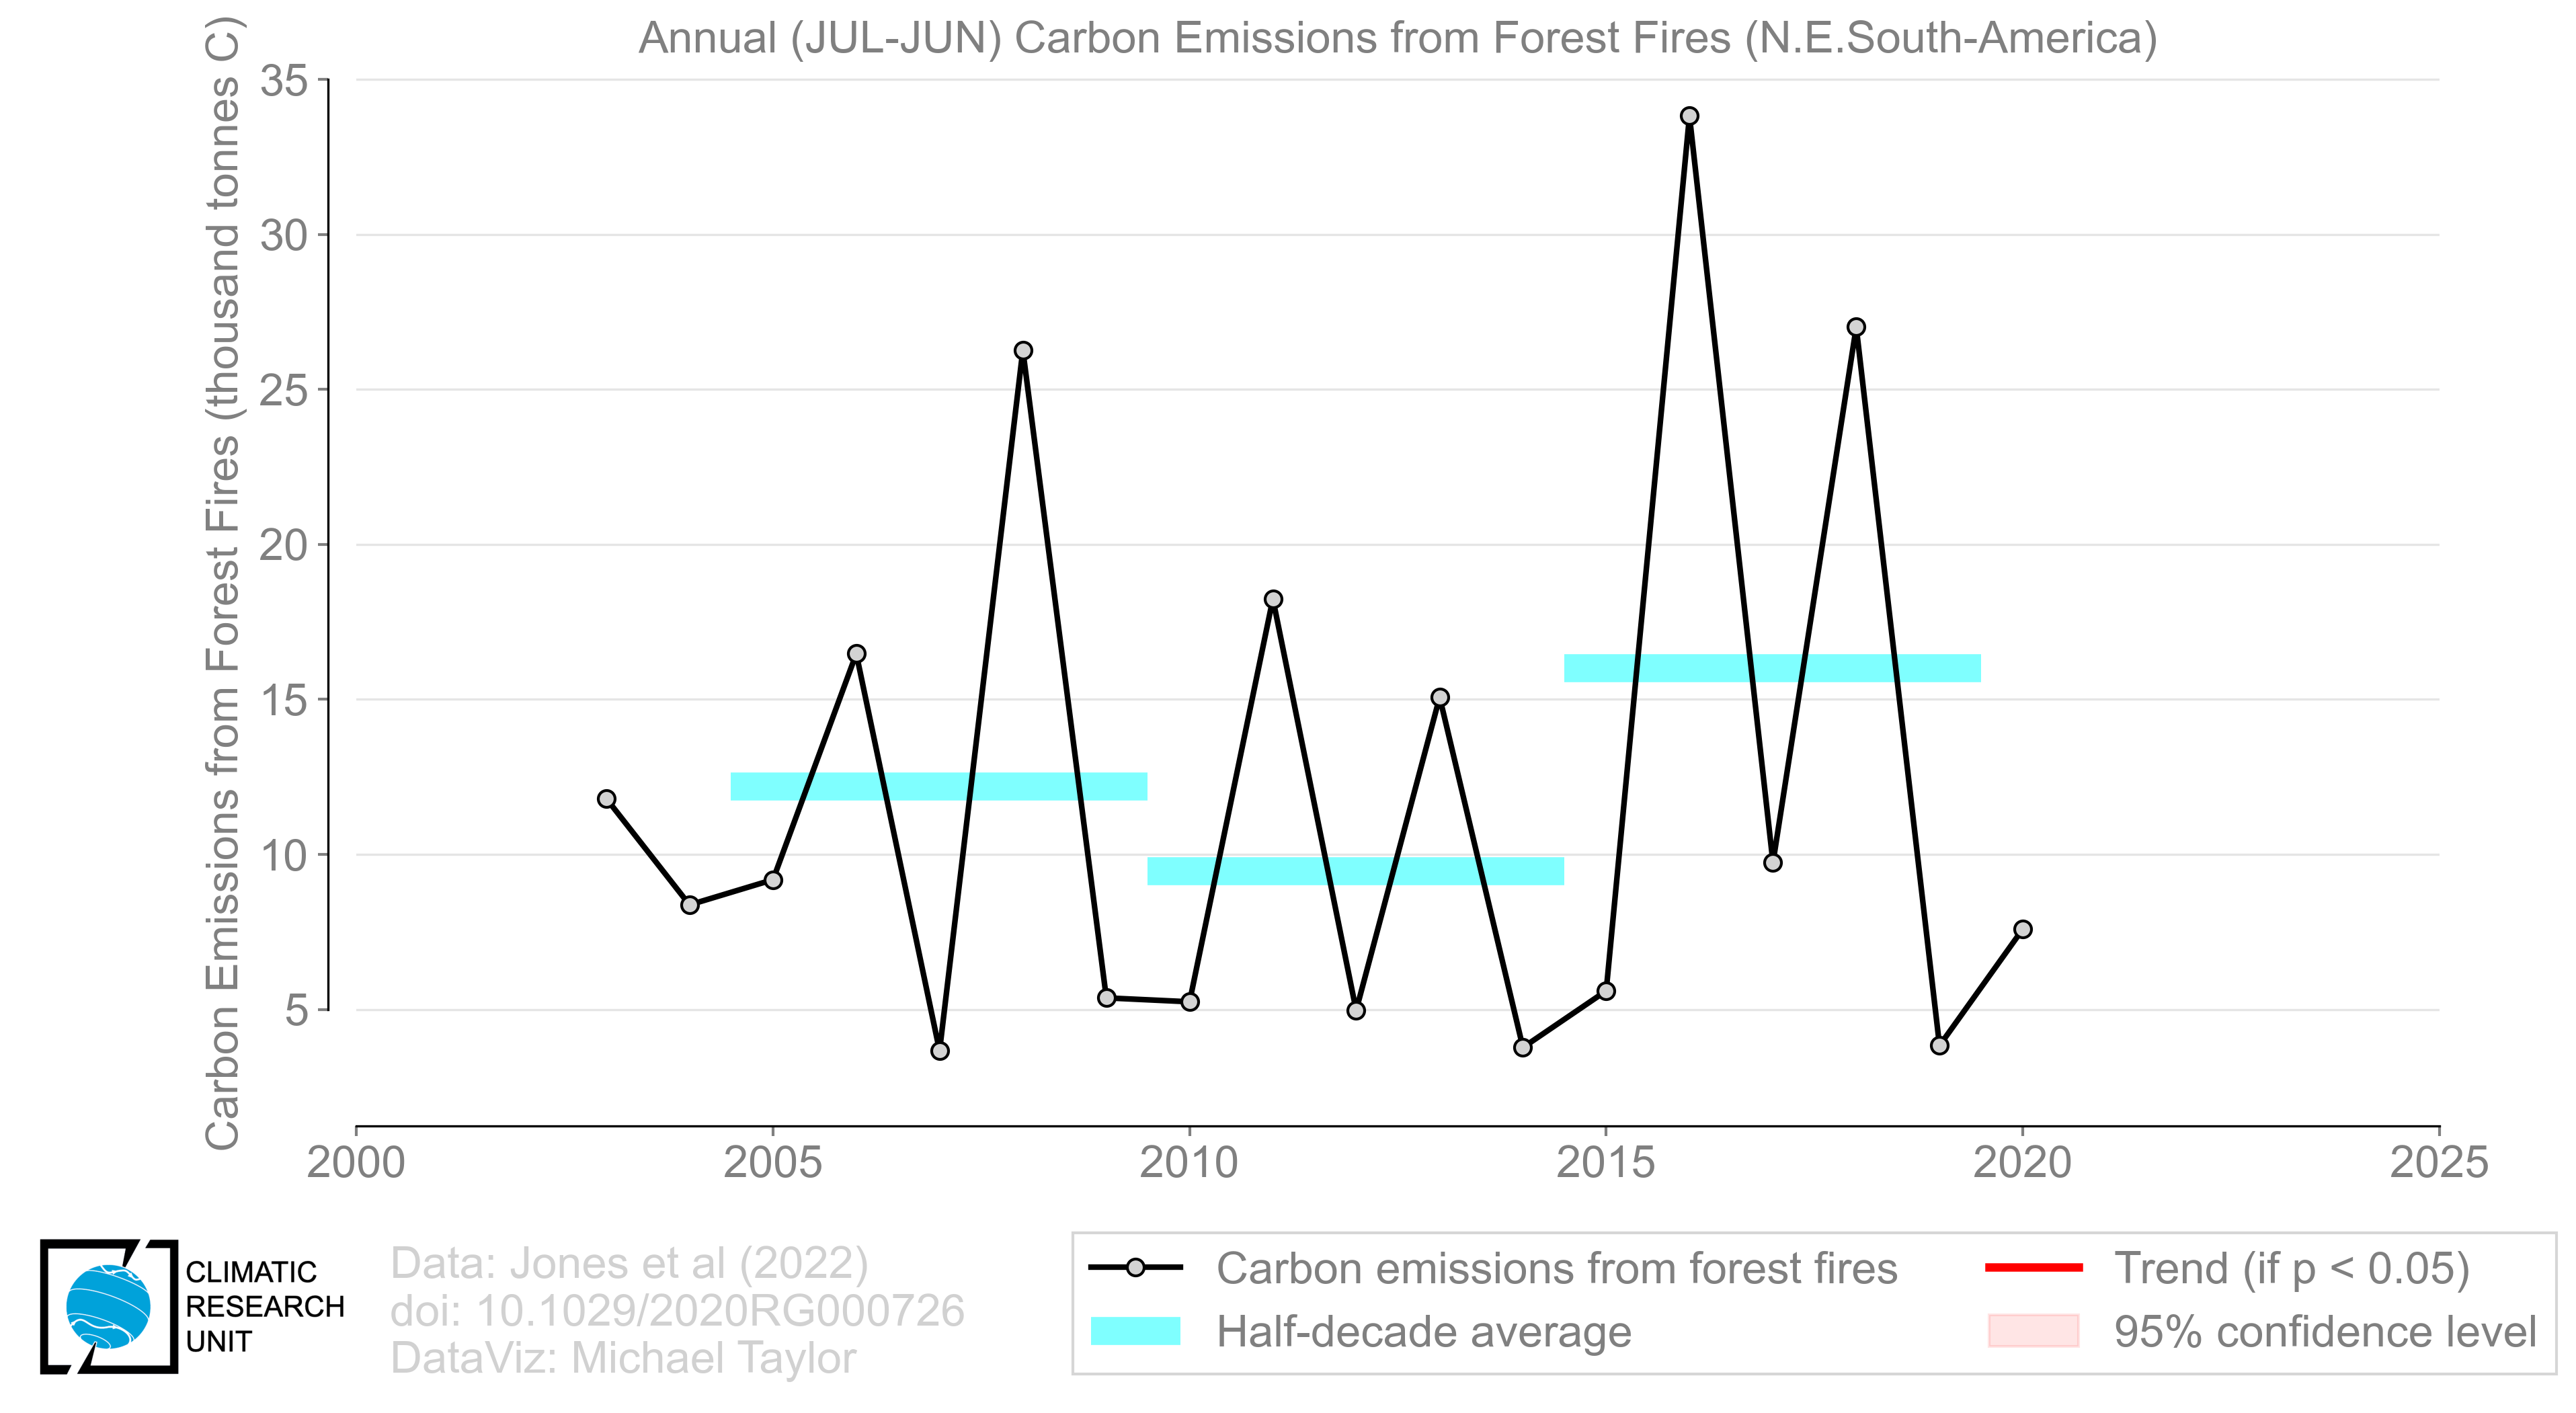 Annual (JUL-JUN) Carbon Emissions from Forest Fires (N.E.South-America)
Carbon Emissions from Forest Fires (thousand tonnes C)
35
30
25
20
15
10
5
2000 2005 2010 2015 2020 2025
CLIMATIC
RESEARCH
UNIT
Data: Jones et al (2022)
doi: 10.1029/2020RG000726
DataViz: Michael Taylor
Carbon emissions from forest fires
Half-decade average
Trend (if p < 0.05)
95% confidence level